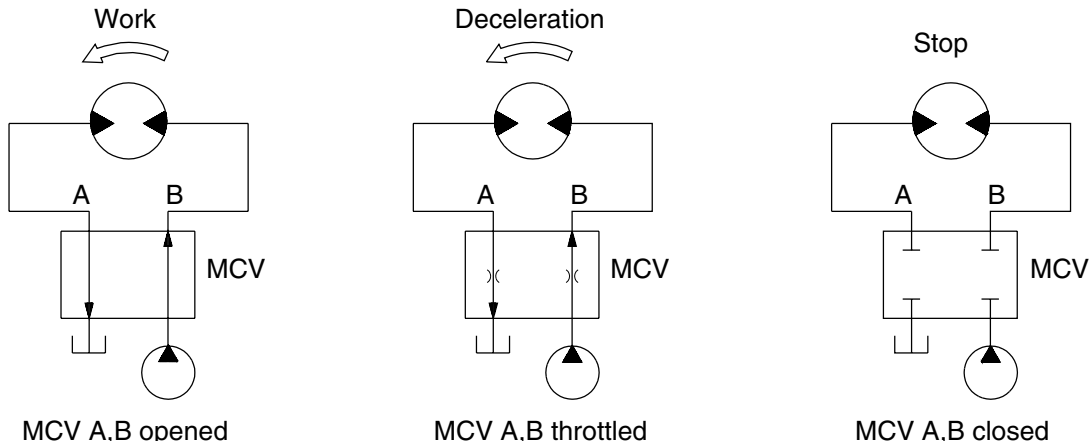 Work
A B
MCV
MCV A,B opened
Deceleration
A B
MCV
MCV A,B throttled
Stop
A B
MCV
MCV A,B closed